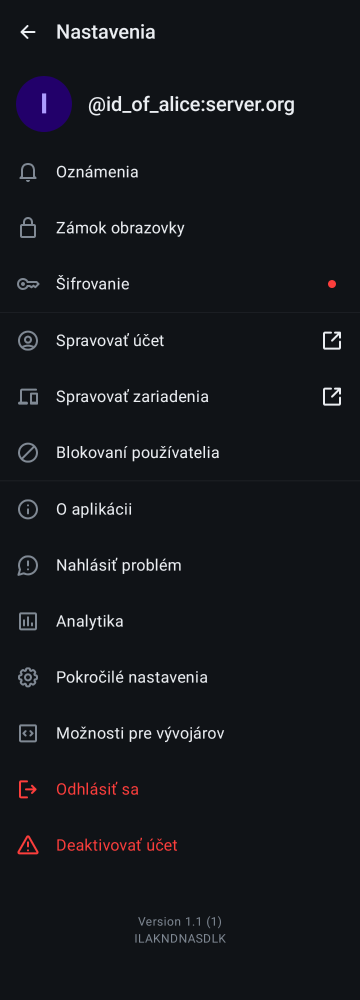 Nastavenia
I
@id_of_alice:server.org
Oznámenia
Zámok obrazovky
Šifrovanie
Spravovať účet
Spravovať zariadenia
Blokovaní používatelia
O aplikácii
Nahlásiť problém
Analytika
Pokročilé nastavenia
Možnosti pre vývojárov
Odhlásiť sa
Deaktivovať účet
Version 1.1 (1)
ILAKNDNASDLK